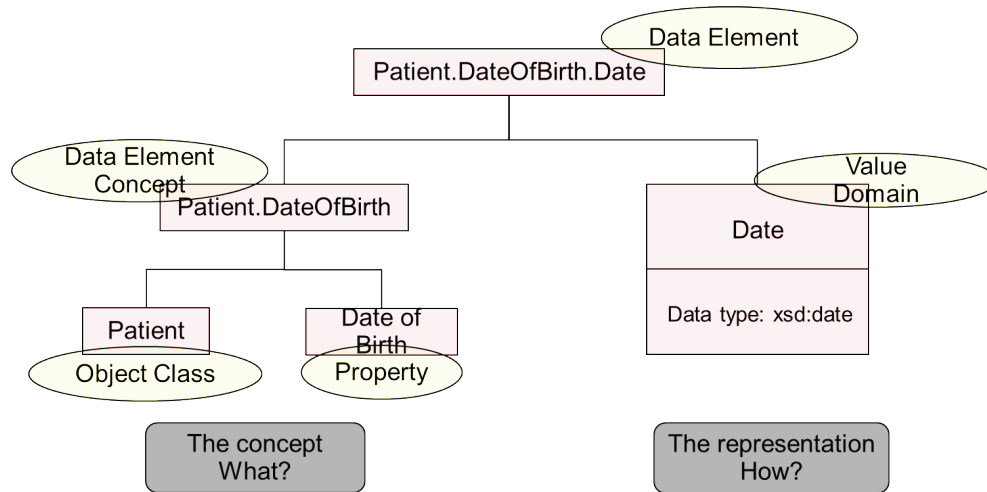 Data Element
Patient.DateOfBirth.Date
Data Element
Concept
Patient.DateOfBirth
Value
Domain
Date
Data type: xsd:date
Patient
Object Class
Date of
Birth
Property
The concept
What?
The representation
How?